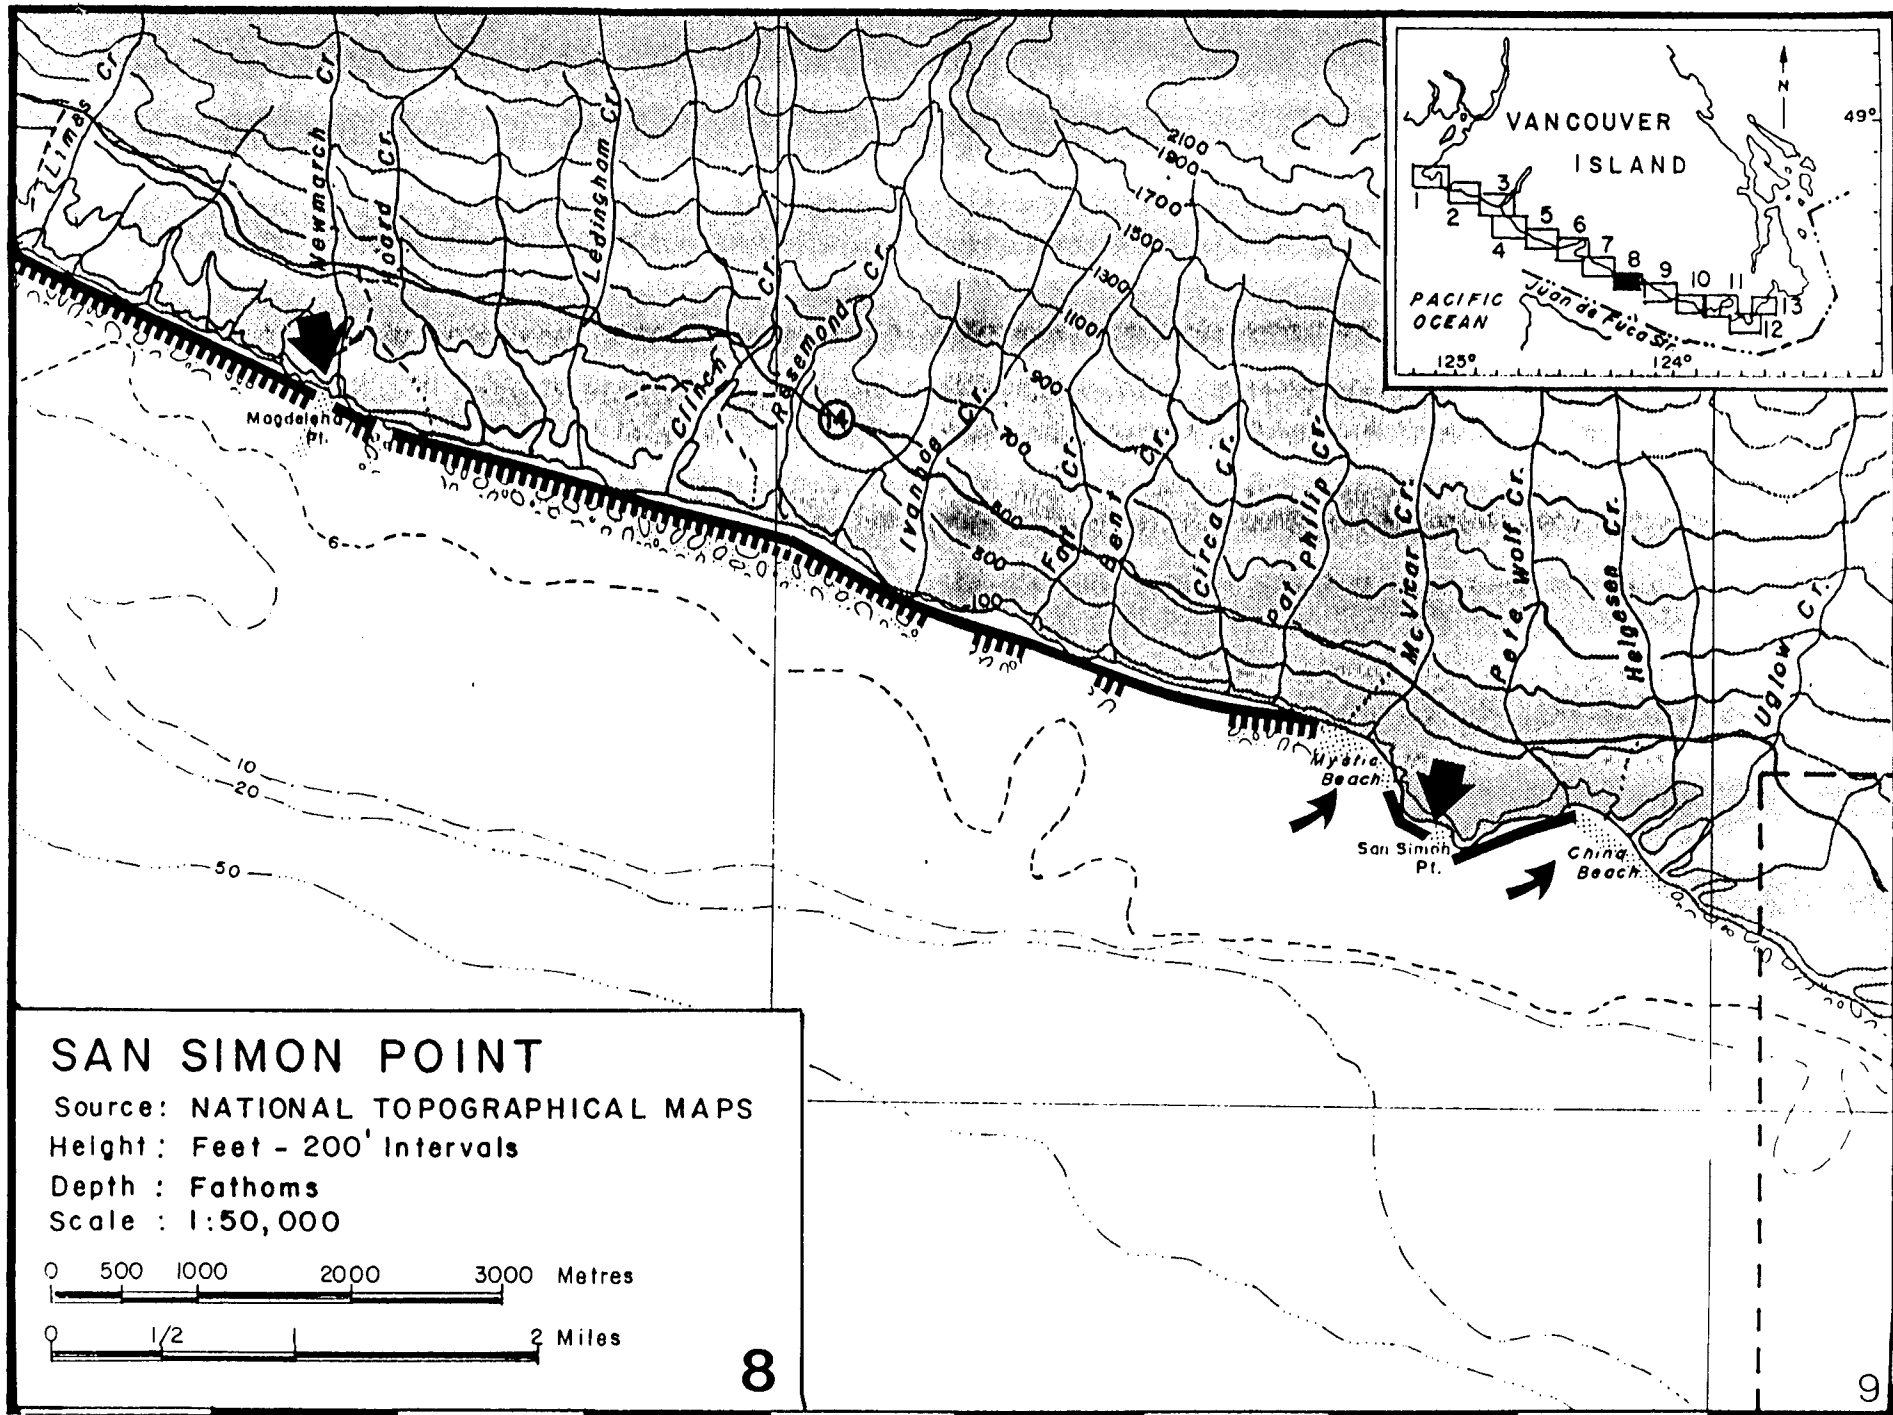 Limes Cr.
Newmarch Cr.
Hoard Cr.
Ledingham Cr.
Clinch Cr.
Rosemond Cr.
Ivanhoe Cr.
Falt Cr.
Bent Cr.
Circa Cr.
Pat Philip Cr.
McVicar Cr.
Pete Wolf Cr.
Helgesen Cr.
Uglow Cr.
2100
1900
1700
1500
1300
1100
900
700
300
100
14
Magdalena
Pt.
Mystic
Beach
San Simon
Pt.
China
Beach
6
10
20
50
VANCOUVER
ISLAND
N
49°
1
2
3
4
5
6
7
8
9
10
11
12
13
PACIFIC
OCEAN
Juan de Fuca Str.
125°
124°
SAN SIMON POINT
Source: NATIONAL TOPOGRAPHICAL MAPS
Height: Feet - 200' Intervals
Depth : Fathoms
Scale : 1:50,000
0 500 1000 2000 3000 Metres
0 1/2 1 2 Miles
8
9